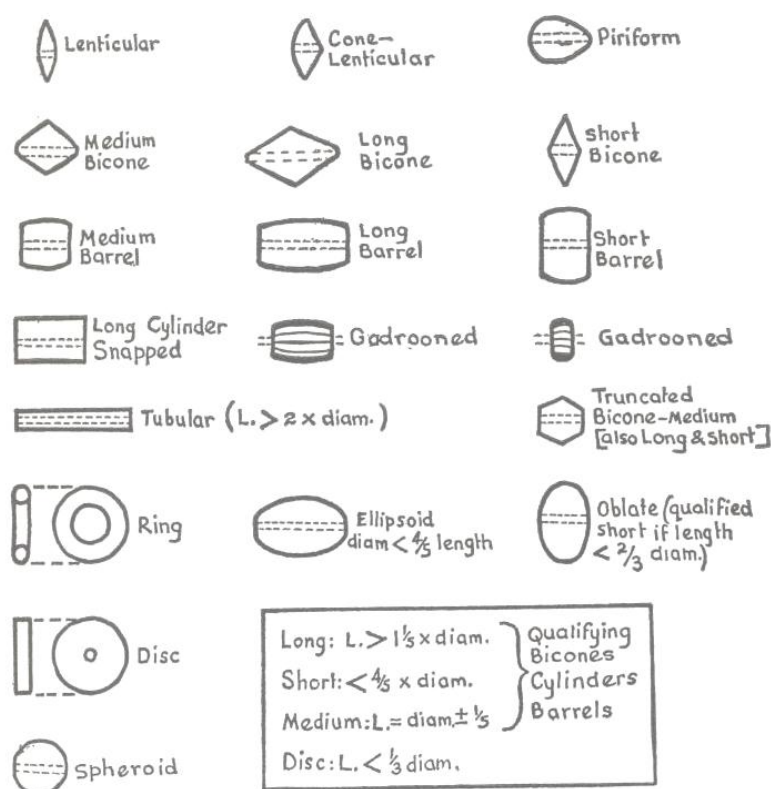 Lenticular
Cone-
Lenticular
Piriform
Medium
Bicone
Long
Bicone
short
Bicone
Medium
Barrel
Long
Barrel
Short
Barrel
Long Cylinder
Snapped
Gadrooned
Gadrooned
Tubular (L. > 2 x diam.)
Truncated
Bicone-Medium
[also Long & Short]
Ring
Ellipsoid
diam < 4/5 length
Oblate (qualified
short if length
< 2/3 diam.)
Disc
Long: L. > 1 1/5 x diam.
Short: < 4/5 x diam.
Medium: L. = diam. ± 1/5
Qualifying
Bicones
Cylinders
Barrels
Disc: L. < 1/3 diam.
Spheroid